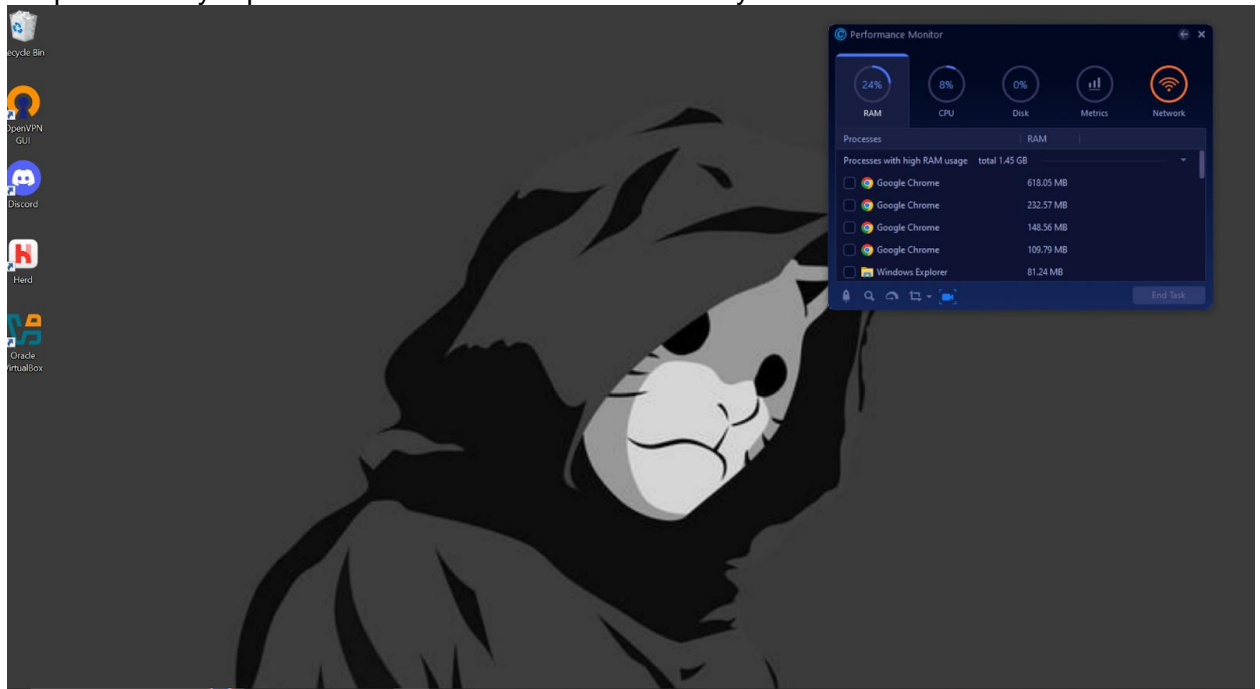 ecycle Bin
OpenVPN
GUI
Discord
Herd
Oracle
VirtualBox
Performance Monitor
24% 8% 0%
RAM CPU Disk Metrics Network
Processes RAM
Processes with high RAM usage total 1.45 GB
Google Chrome 618.05 MB
Google Chrome 232.57 MB
Google Chrome 148.56 MB
Google Chrome 109.79 MB
Windows Explorer 81.24 MB
End Task